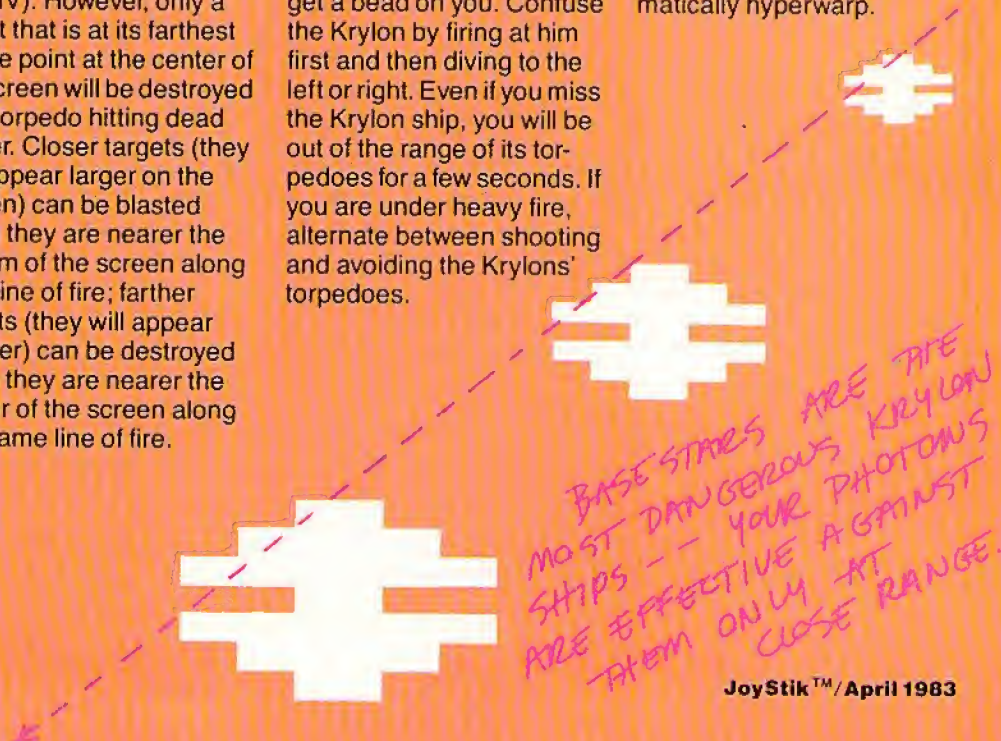 TV). However, only a
t that is at its farthest
e point at the center of
creen will be destroyed
orpedo hitting dead
r. Closer targets (they
ppear larger on the
n) can be blasted
they are nearer the
m of the screen along
ine of fire; farther
ts (they will appear
er) can be destroyed
they are nearer the
r of the screen along
ame line of fire.
get a bead on you. Confuse
the Krylon by firing at him
first and then diving to the
left or right. Even if you miss
the Krylon ship, you will be
out of the range of its tor-
pedoes for a few seconds. If
you are under heavy fire,
alternate between shooting
and avoiding the Krylons'
torpedoes.
matically hyperwarp.
BASESTARS ARE THE
MOST DANGEROUS KRYLON
SHIPS -- YOUR PHOTONS
ARE EFFECTIVE AGAINST
THEM ONLY AT
CLOSE RANGE.
JoyStik™/April 1983